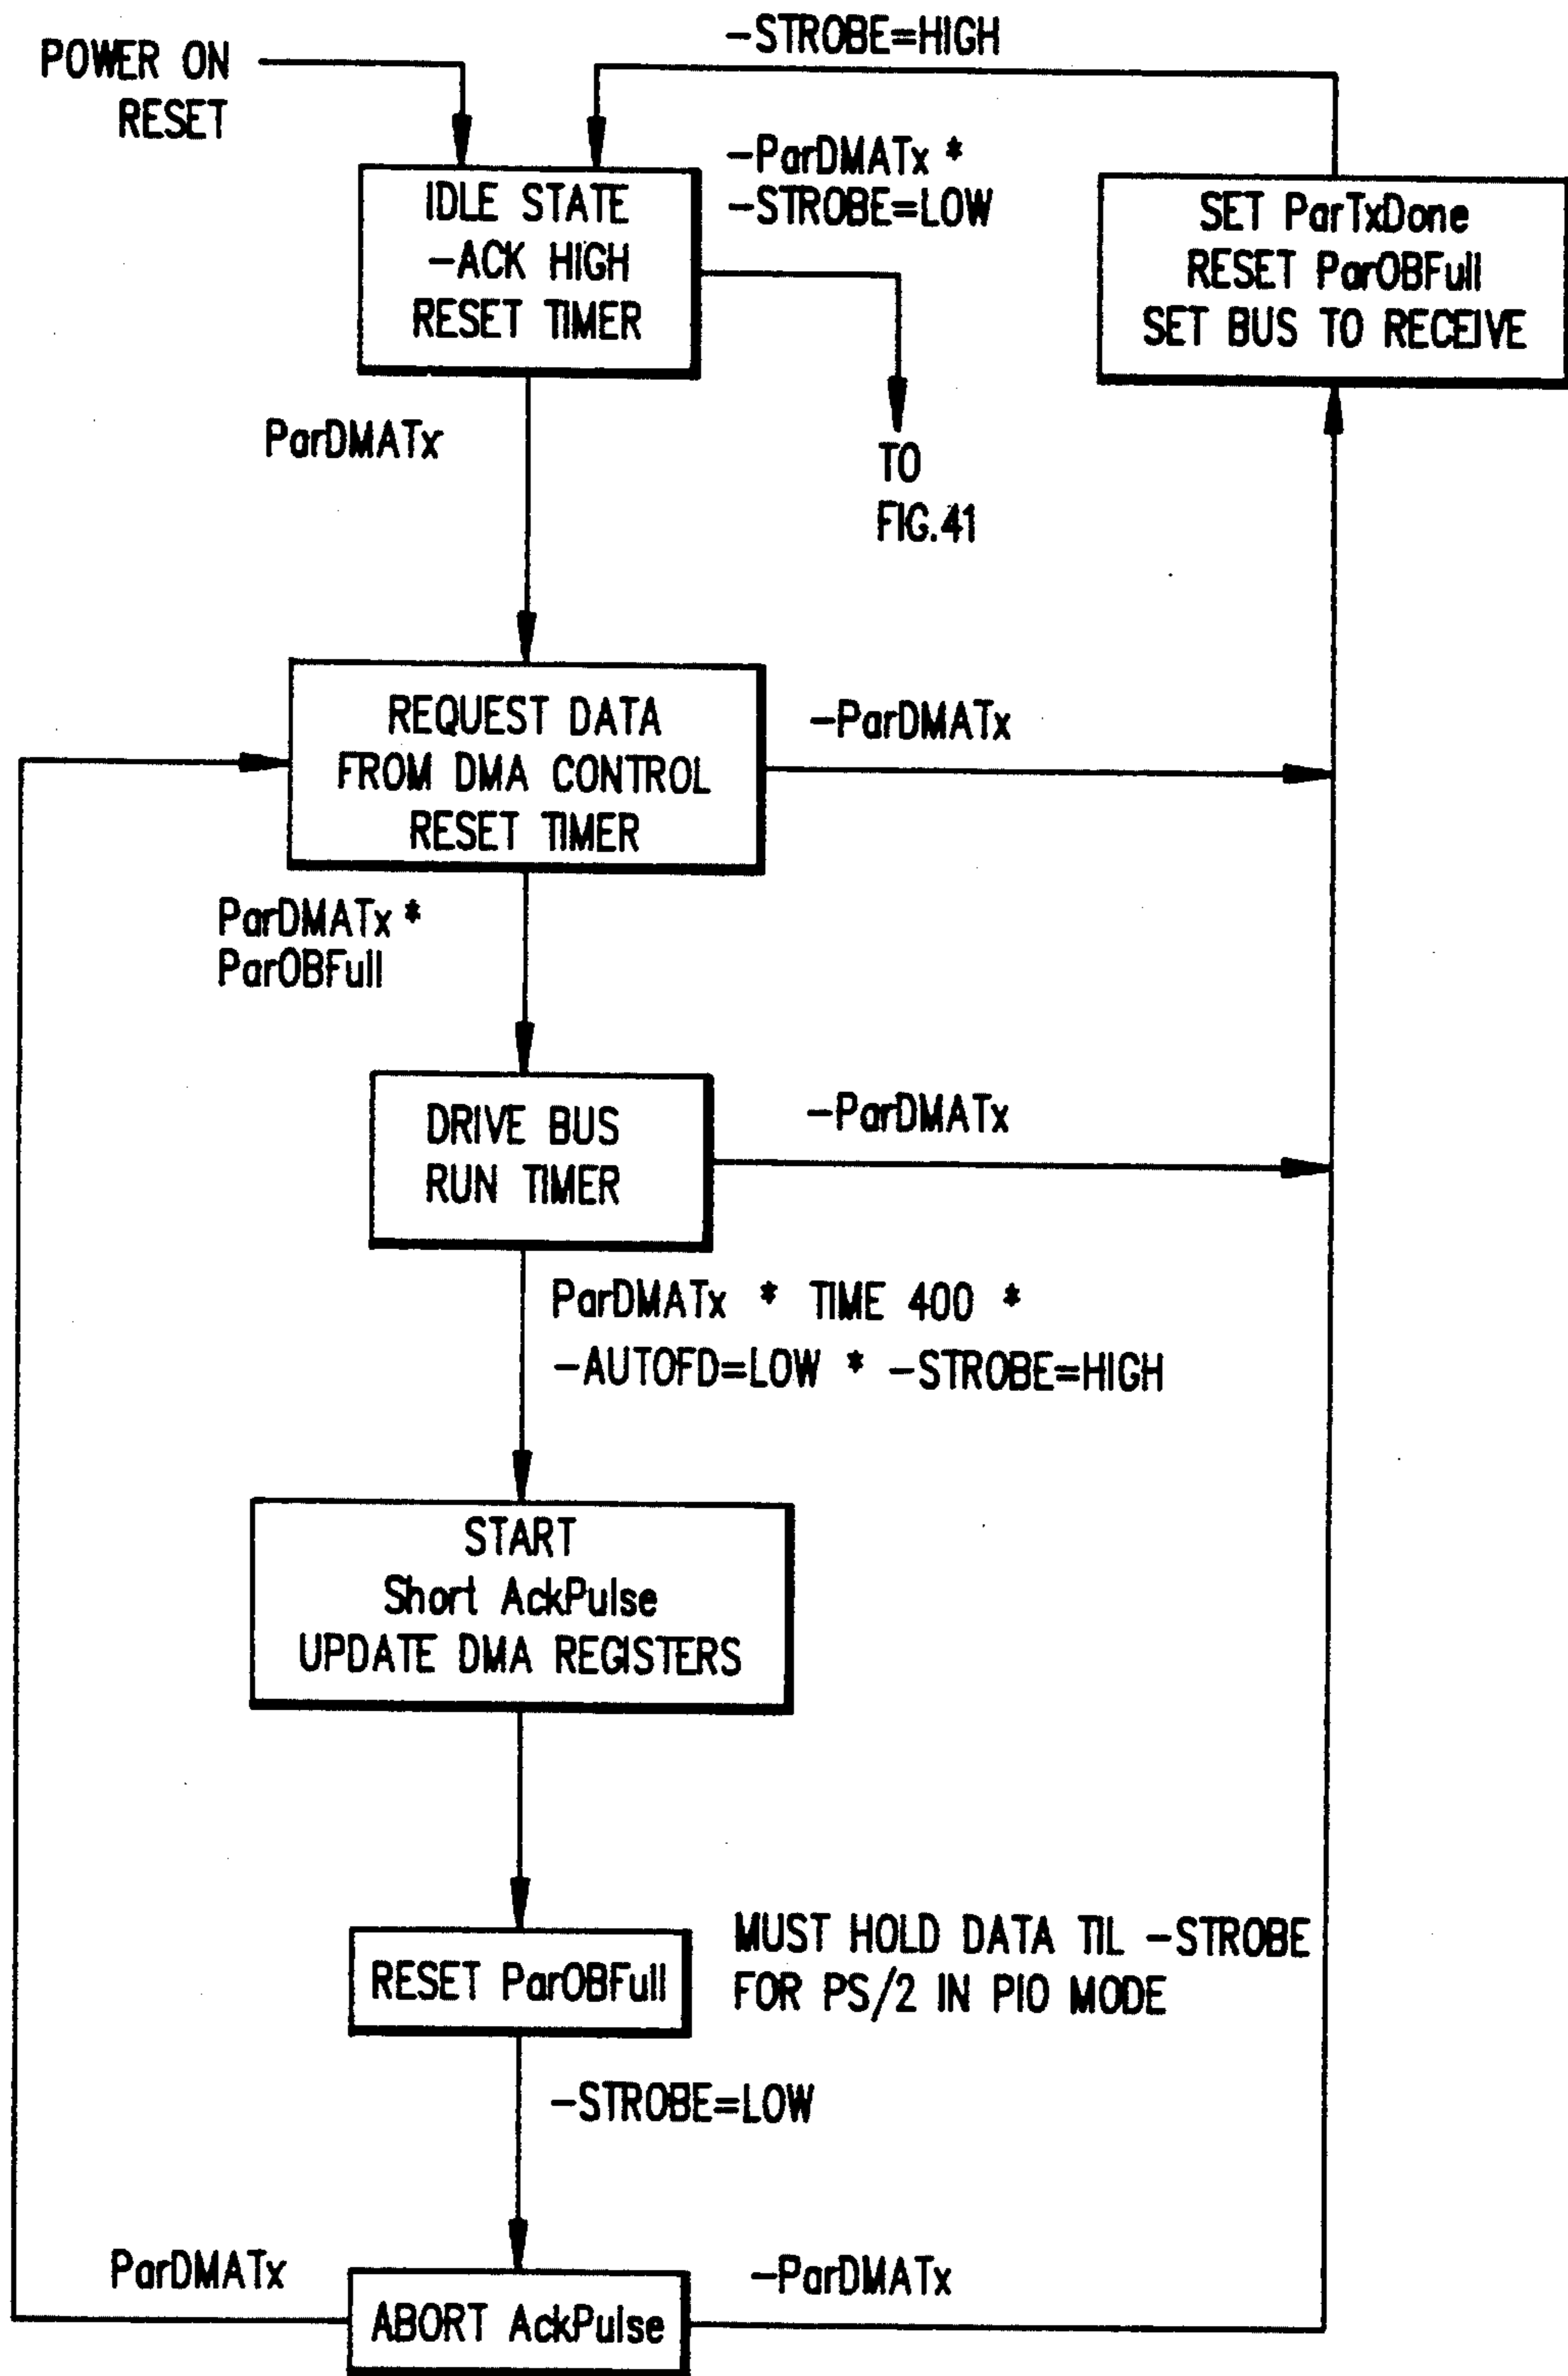 -STROBE=HIGH
POWER ON
RESET
-ParDMATx *
-STROBE=LOW
IDLE STATE
-ACK HIGH
RESET TIMER
SET ParTxDone
RESET ParOBFull
SET BUS TO RECEIVE
ParDMATx
TO
FIG.41
REQUEST DATA
FROM DMA CONTROL
RESET TIMER
-ParDMATx
ParDMATx *
ParOBFull
DRIVE BUS
RUN TIMER
-ParDMATx
ParDMATx * TIME 400 *
-AUTOFD=LOW * -STROBE=HIGH
START
Short AckPulse
UPDATE DMA REGISTERS
RESET ParOBFull
MUST HOLD DATA TIL -STROBE
FOR PS/2 IN PIO MODE
-STROBE=LOW
ParDMATx
-ParDMATx
ABORT AckPulse